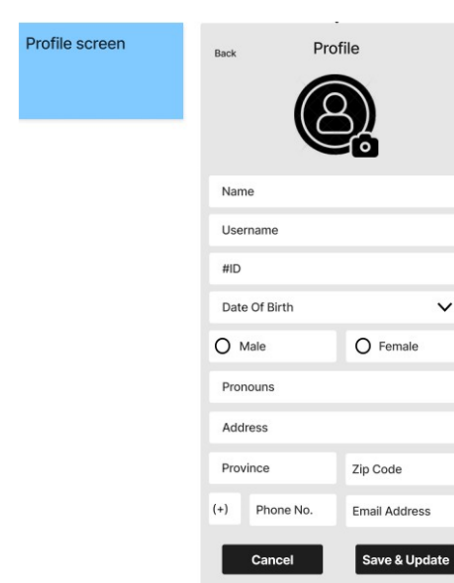 Profile screen
Back
Profile
Name
Username
#ID
Date Of Birth
Male
Female
Pronouns
Address
Province
Zip Code
(+)
Phone No.
Email Address
Cancel
Save & Update